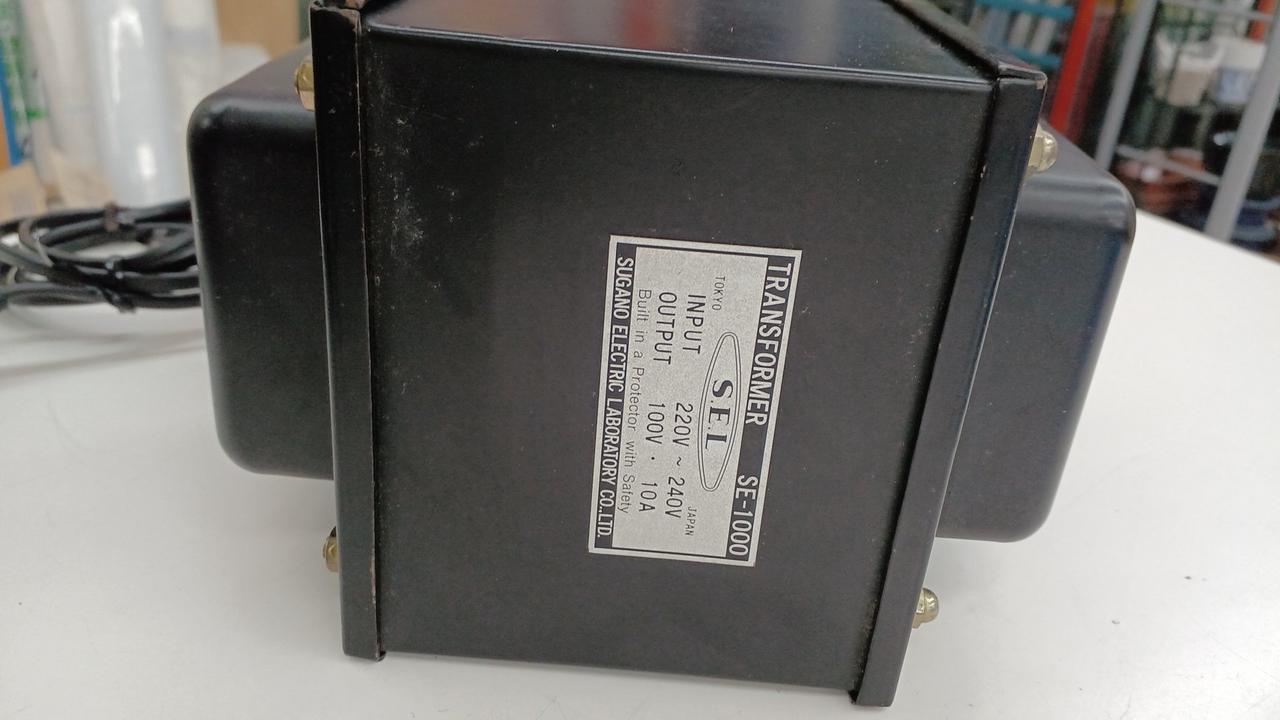 TRANSFORMER SE-1000
S.E.L
TOKYO JAPAN
INPUT 220V ~ 240V
OUTPUT 100V · 10A
Built in a Protector with Safety
SUGANO ELECTRIC LABORATORY CO.,LTD.